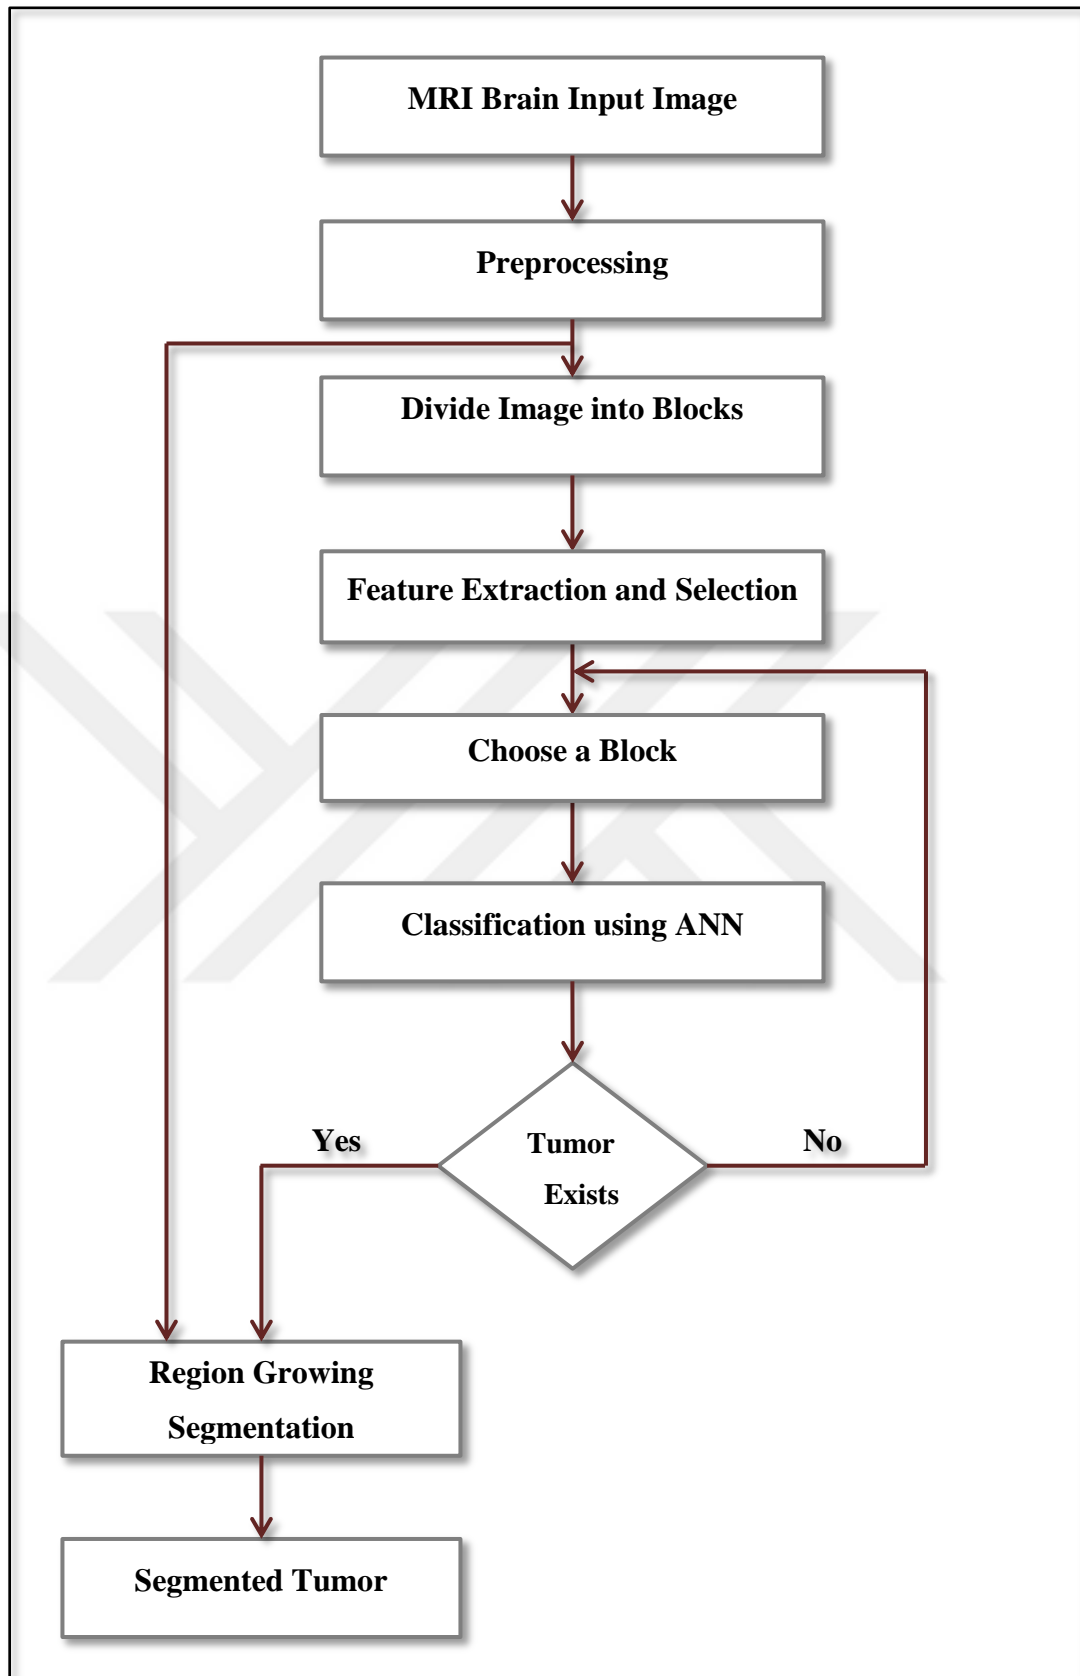 MRI Brain Input Image
Preprocessing
Divide Image into Blocks
Feature Extraction and Selection
Choose a Block
Classification using ANN
Yes
Tumor
Exists
No
Region Growing
Segmentation
Segmented Tumor